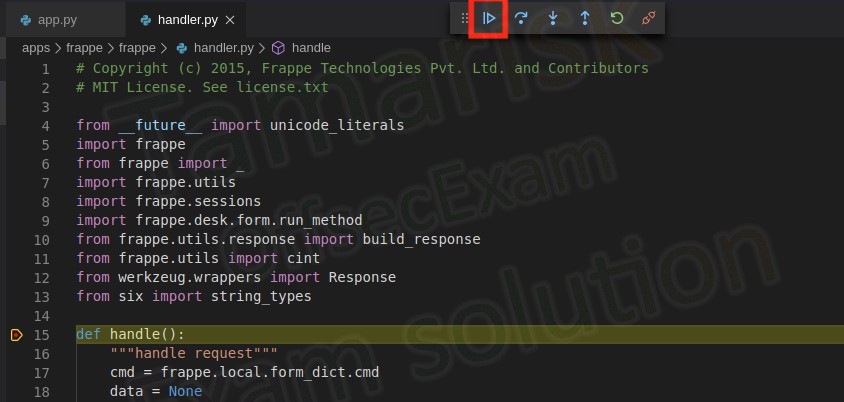 app.py
handler.py
apps > frappe > frappe > handler.py > handle
1 # Copyright (c) 2015, Frappe Technologies Pvt. Ltd. and Contributors
2 # MIT License. See license.txt
3
4 from __future__ import unicode_literals
5 import frappe
6 from frappe import _
7 import frappe.utils
8 import frappe.sessions
9 import frappe.desk.form.run_method
10 from frappe.utils.response import build_response
11 from frappe.utils import cint
12 from werkzeug.wrappers import Response
13 from six import string_types
14
15 def handle():
16 """handle request"""
17 cmd = frappe.local.form_dict.cmd
18 data = None
Tamarisk
OffsecExam
Exam solution